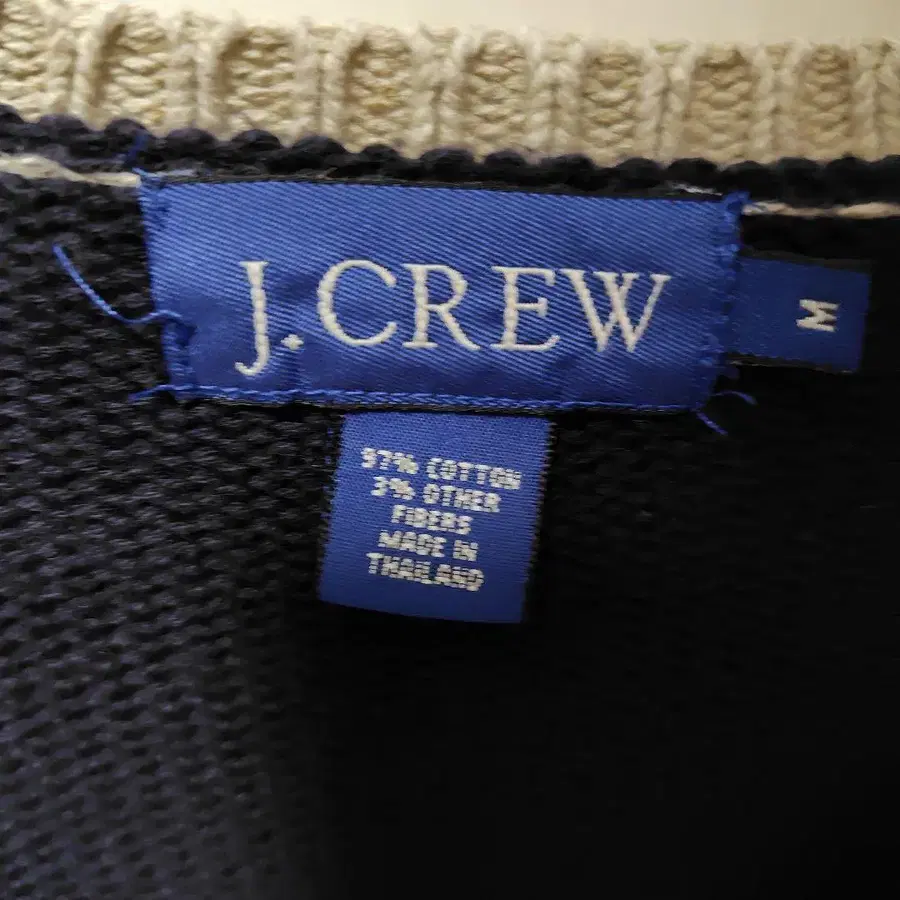 J.CREW
M
97% COTTON
3% OTHER
FIBERS
MADE IN
THAILAND